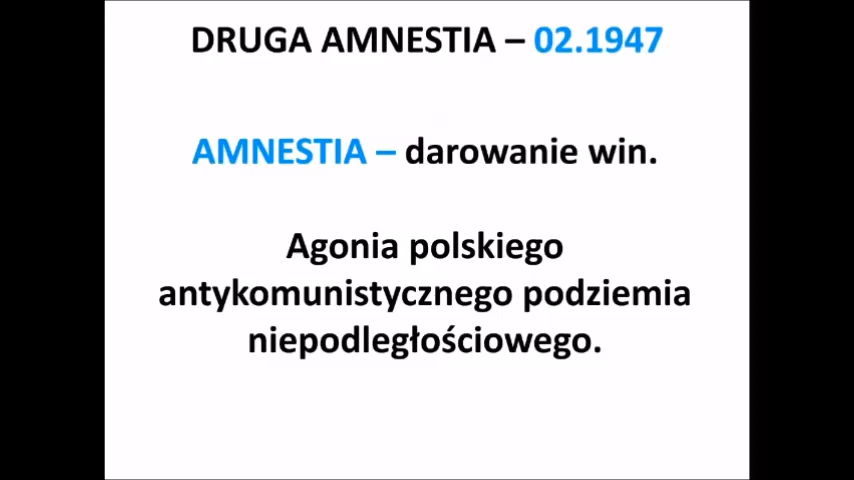 DRUGA AMNESTIA – 02.1947
AMNESTIA – darowanie win.
Agonia polskiego
antykomunistycznego podziemia
niepodległościowego.